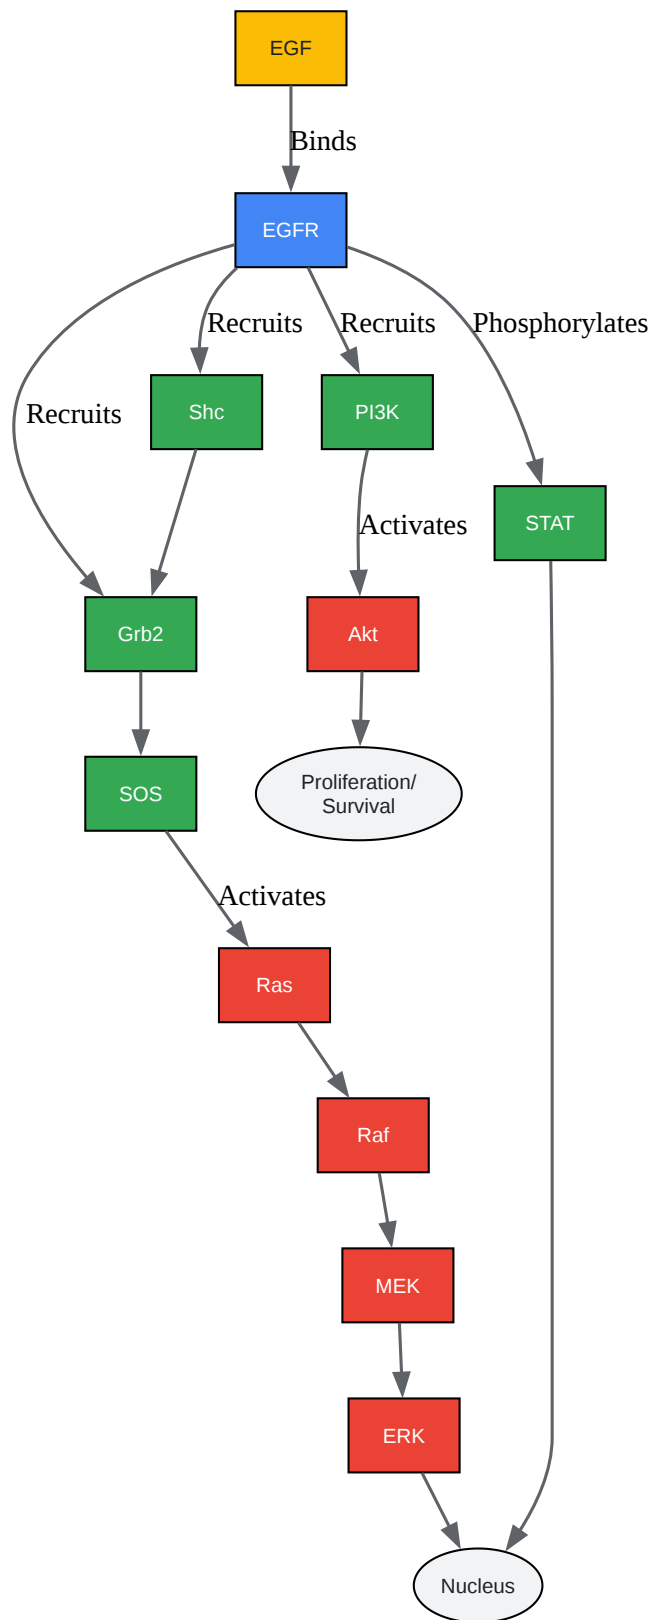 EGF
Binds
EGFR
Recruits
Recruits
Phosphorylates
Recruits
Shc
PI3K
STAT
Activates
Grb2
Akt
SOS
Proliferation/
Survival
Activates
Ras
Raf
MEK
ERK
Nucleus